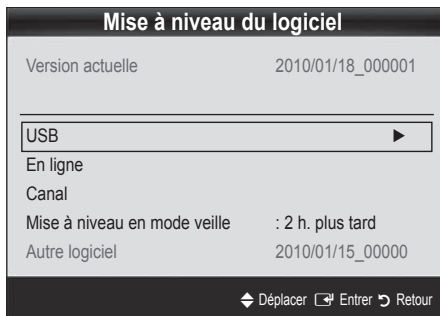 Mise à niveau du logiciel
Version actuelle 2010/01/18_000001
USB ►
En ligne
Canal
Mise à niveau en mode veille : 2 h. plus tard
Autre logiciel 2010/01/15_00000
Déplacer Entrer Retour